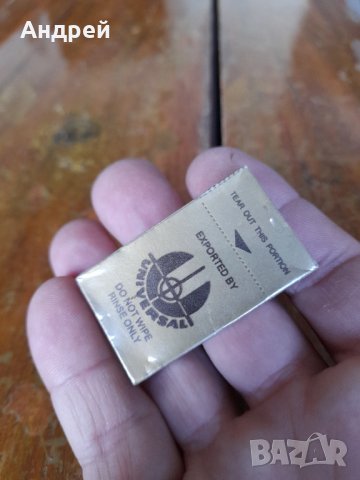 Андрей
TEAR OUT THIS PORTION
EXPORTED BY
UNIVERSAL
DO NOT WIPE
RINSE ONLY
BAZAR